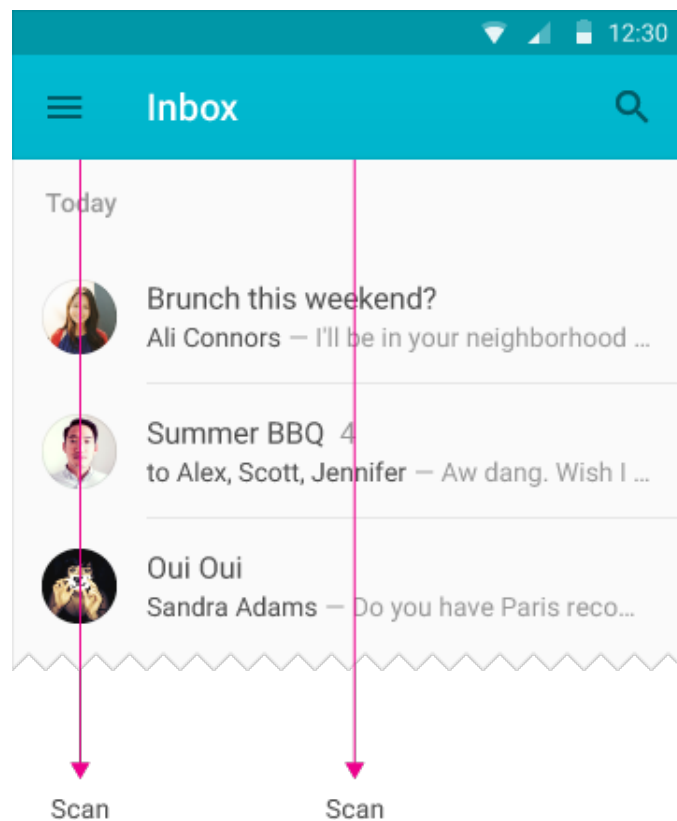 12:30
Inbox
Today
Brunch this weekend?
Ali Connors — I'll be in your neighborhood ...
Summer BBQ 4
to Alex, Scott, Jennifer — Aw dang. Wish I ...
Oui Oui
Sandra Adams — Do you have Paris reco...
Scan Scan